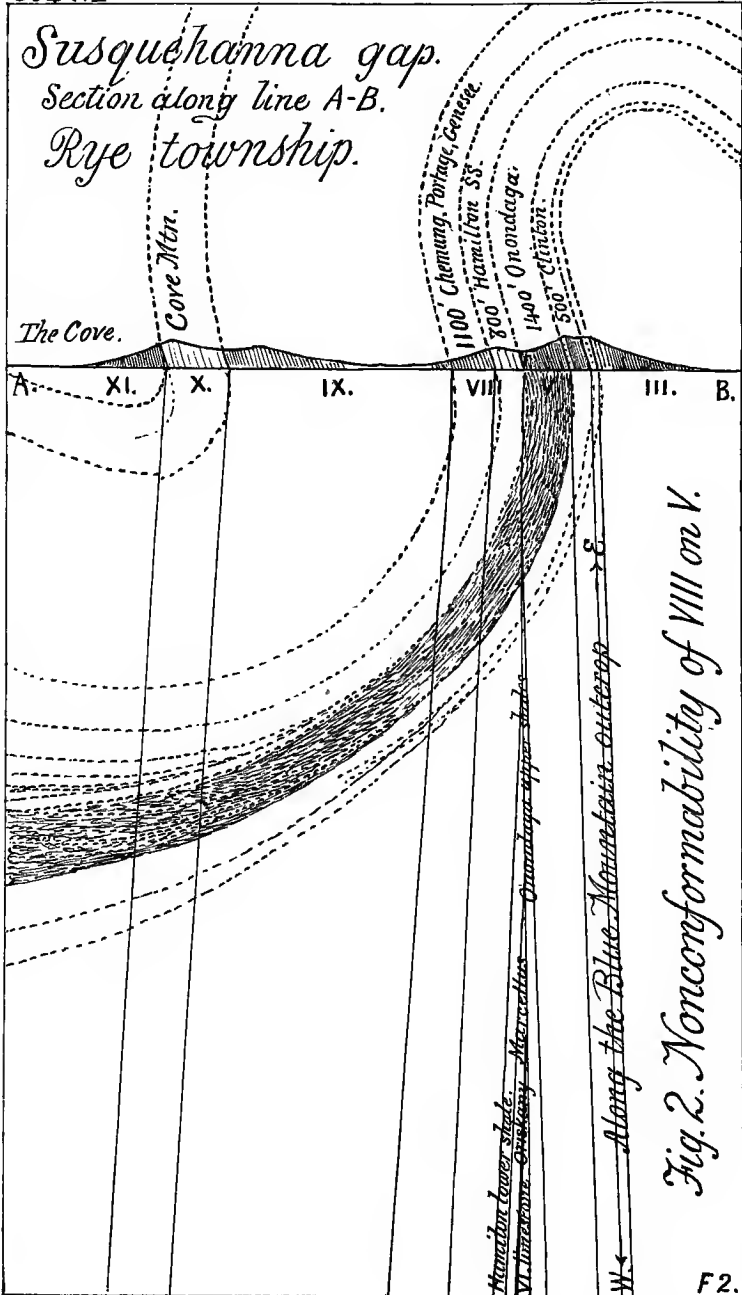 Susquehanna gap.
Section along line A-B.
Rye township.
Cove Mtn.
1100' Chemung, Portage, Genesee.
800' Hamilton SS.
1400' Onondaga.
500' Clinton.
The Cove.
A. XI. X. IX. VIII V. III. B.
Hamilton lower shale.
VI. limestone. Oriskany Marcellus Onondaga upper shales
W. Along the Blue Mountain outcrop E
Fig. 2. Nonconformability of VIII on V.
F 2.